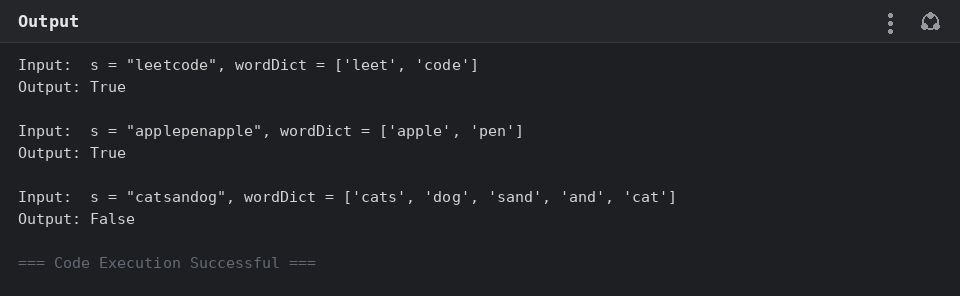 Output
Input:  s = "leetcode", wordDict = ['leet', 'code']
Output: True
Input:  s = "applepenapple", wordDict = ['apple', 'pen']
Output: True
Input:  s = "catsandog", wordDict = ['cats', 'dog', 'sand', 'and', 'cat']
Output: False
=== Code Execution Successful ===